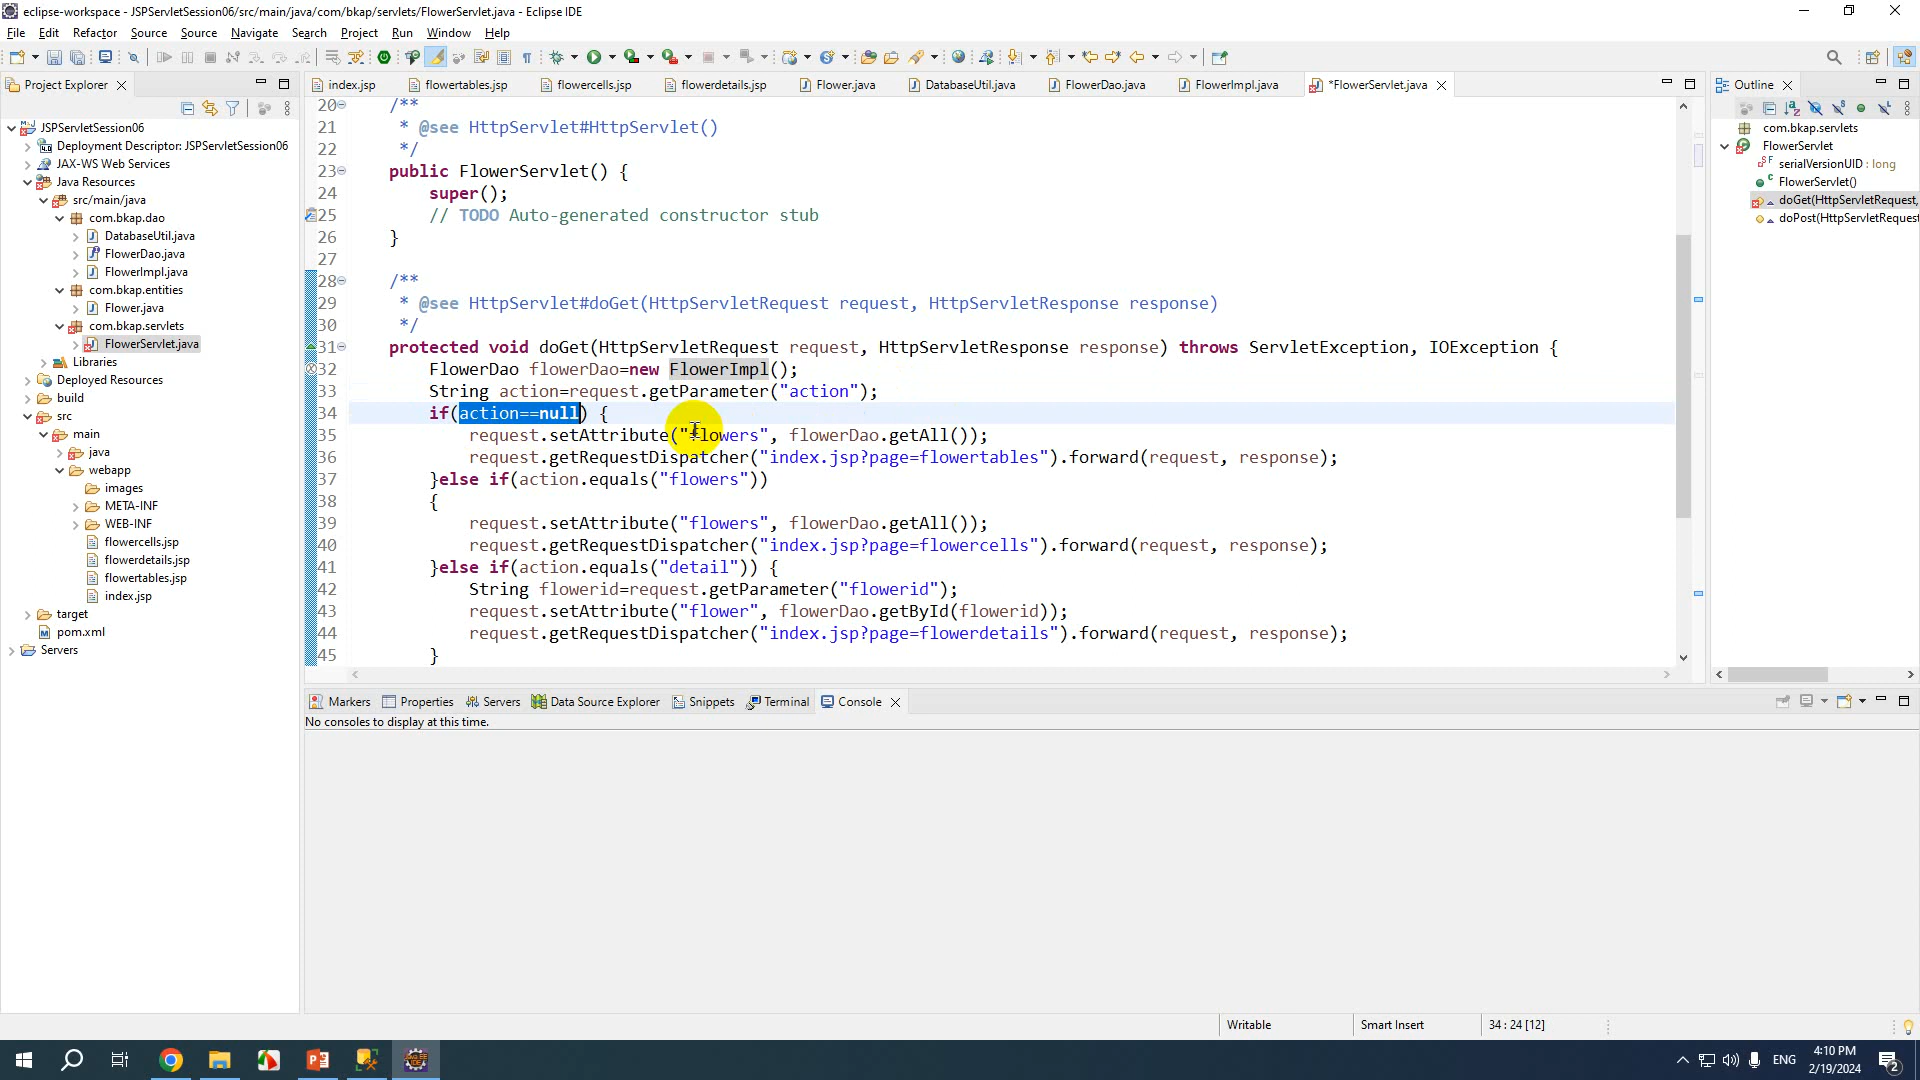 eclipse-workspace - JSPServletSession06/src/main/java/com/bkap/servlets/FlowerServlet.java - Eclipse IDE
File Edit Refactor Source Source Navigate Search Project Run Window Help
Project Explorer
index.jsp flowertables.jsp flowercells.jsp flowerdetails.jsp Flower.java DatabaseUtil.java FlowerDao.java FlowerImpl.java *FlowerServlet.java
Outline
JSPServletSession06
Deployment Descriptor: JSPServletSession06
JAX-WS Web Services
Java Resources
src/main/java
com.bkap.dao
DatabaseUtil.java
FlowerDao.java
FlowerImpl.java
com.bkap.entities
Flower.java
com.bkap.servlets
FlowerServlet.java
Libraries
Deployed Resources
build
src
main
java
webapp
images
META-INF
WEB-INF
flowercells.jsp
flowerdetails.jsp
flowertables.jsp
index.jsp
target
pom.xml
Servers
20 /**
21 * @see HttpServlet#HttpServlet()
22 */
23 public FlowerServlet() {
24 super();
25 // TODO Auto-generated constructor stub
26 }
27
28 /**
29 * @see HttpServlet#doGet(HttpServletRequest request, HttpServletResponse response)
30 */
31 protected void doGet(HttpServletRequest request, HttpServletResponse response) throws ServletException, IOException {
32 FlowerDao flowerDao=new FlowerImpl();
33 String action=request.getParameter("action");
34 if(action==null) {
35 request.setAttribute("flowers", flowerDao.getAll());
36 request.getRequestDispatcher("index.jsp?page=flowertables").forward(request, response);
37 }else if(action.equals("flowers"))
38 {
39 request.setAttribute("flowers", flowerDao.getAll());
40 request.getRequestDispatcher("index.jsp?page=flowercells").forward(request, response);
41 }else if(action.equals("detail")) {
42 String flowerid=request.getParameter("flowerid");
43 request.setAttribute("flower", flowerDao.getById(flowerid));
44 request.getRequestDispatcher("index.jsp?page=flowerdetails").forward(request, response);
45 }
com.bkap.servlets
FlowerServlet
serialVersionUID : long
FlowerServlet()
doGet(HttpServletRequest,
doPost(HttpServletRequest
Markers Properties Servers Data Source Explorer Snippets Terminal Console
No consoles to display at this time.
Writable Smart Insert 34 : 24 [12]
ENG
4:10 PM
2/19/2024
2